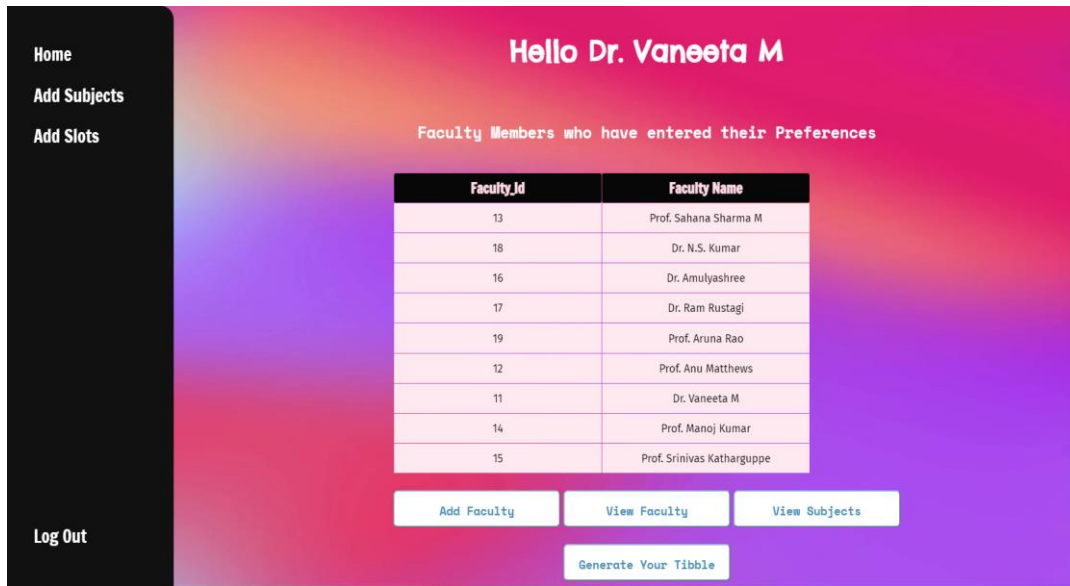 Home
Add Subjects
Add Slots
Log Out
Hello Dr. Vaneeta M
Faculty Members who have entered their Preferences
Faculty_Id Faculty Name
13 Prof. Sahana Sharma M
18 Dr. N.S. Kumar
16 Dr. Amulyashree
17 Dr. Ram Rustagi
19 Prof. Aruna Rao
12 Prof. Anu Matthews
11 Dr. Vaneeta M
14 Prof. Manoj Kumar
15 Prof. Srinivas Katharguppe
Add Faculty View Faculty View Subjects
Generate Your Tibble